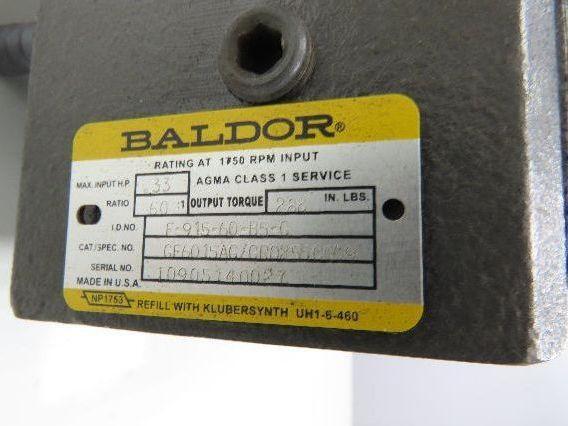 BALDOR®
RATING AT 1750 RPM INPUT
MAX. INPUT H.P. .33 AGMA CLASS 1 SERVICE
RATIO 60 :1 OUTPUT TORQUE 288 IN. LBS.
I.D.NO. F-915-60-B5-G
CAT/SPEC. NO.
SERIAL NO.
MADE IN U.S.A.
NP1753 REFILL WITH KLUBERSYNTH UH1-6-460